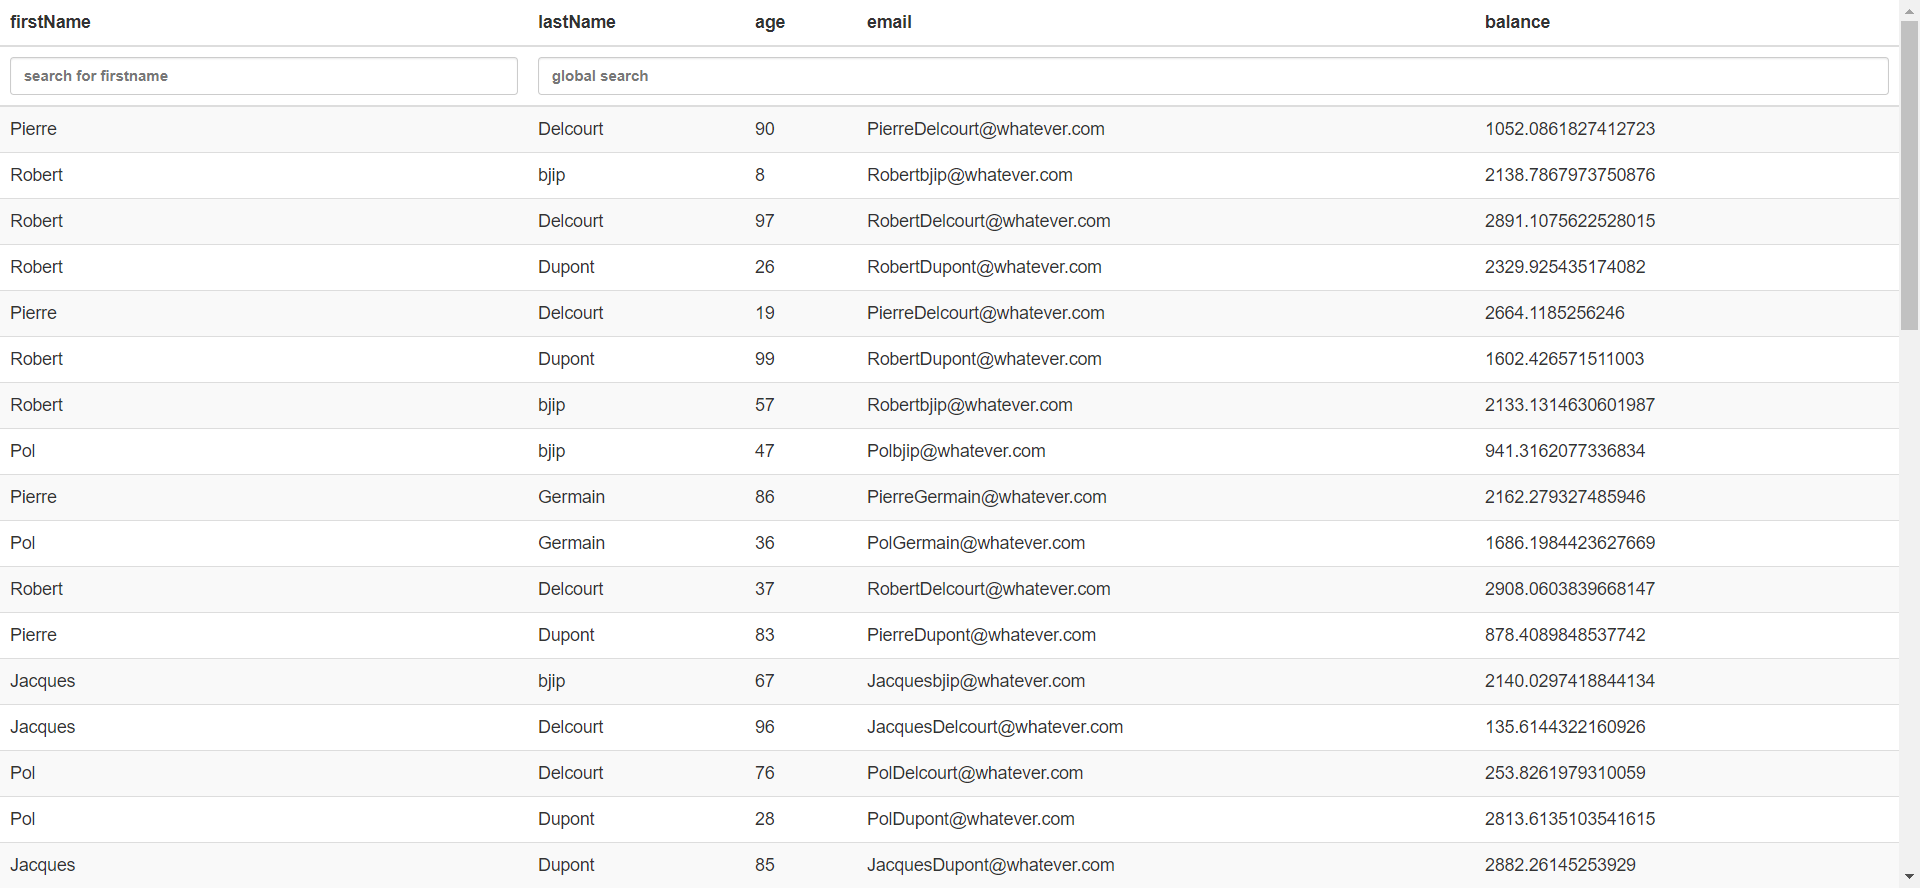 firstName lastName age email balance
search for firstname global search
Pierre Delcourt 90 PierreDelcourt@whatever.com 1052.0861827412723
Robert bjip 8 Robertbjip@whatever.com 2138.7867973750876
Robert Delcourt 97 RobertDelcourt@whatever.com 2891.1075622528015
Robert Dupont 26 RobertDupont@whatever.com 2329.925435174082
Pierre Delcourt 19 PierreDelcourt@whatever.com 2664.1185256246
Robert Dupont 99 RobertDupont@whatever.com 1602.426571511003
Robert bjip 57 Robertbjip@whatever.com 2133.1314630601987
Pol bjip 47 Polbjip@whatever.com 941.3162077336834
Pierre Germain 86 PierreGermain@whatever.com 2162.279327485946
Pol Germain 36 PolGermain@whatever.com 1686.1984423627669
Robert Delcourt 37 RobertDelcourt@whatever.com 2908.0603839668147
Pierre Dupont 83 PierreDupont@whatever.com 878.4089848537742
Jacques bjip 67 Jacquesbjip@whatever.com 2140.0297418844134
Jacques Delcourt 96 JacquesDelcourt@whatever.com 135.6144322160926
Pol Delcourt 76 PolDelcourt@whatever.com 253.8261979310059
Pol Dupont 28 PolDupont@whatever.com 2813.6135103541615
Jacques Dupont 85 JacquesDupont@whatever.com 2882.26145253929